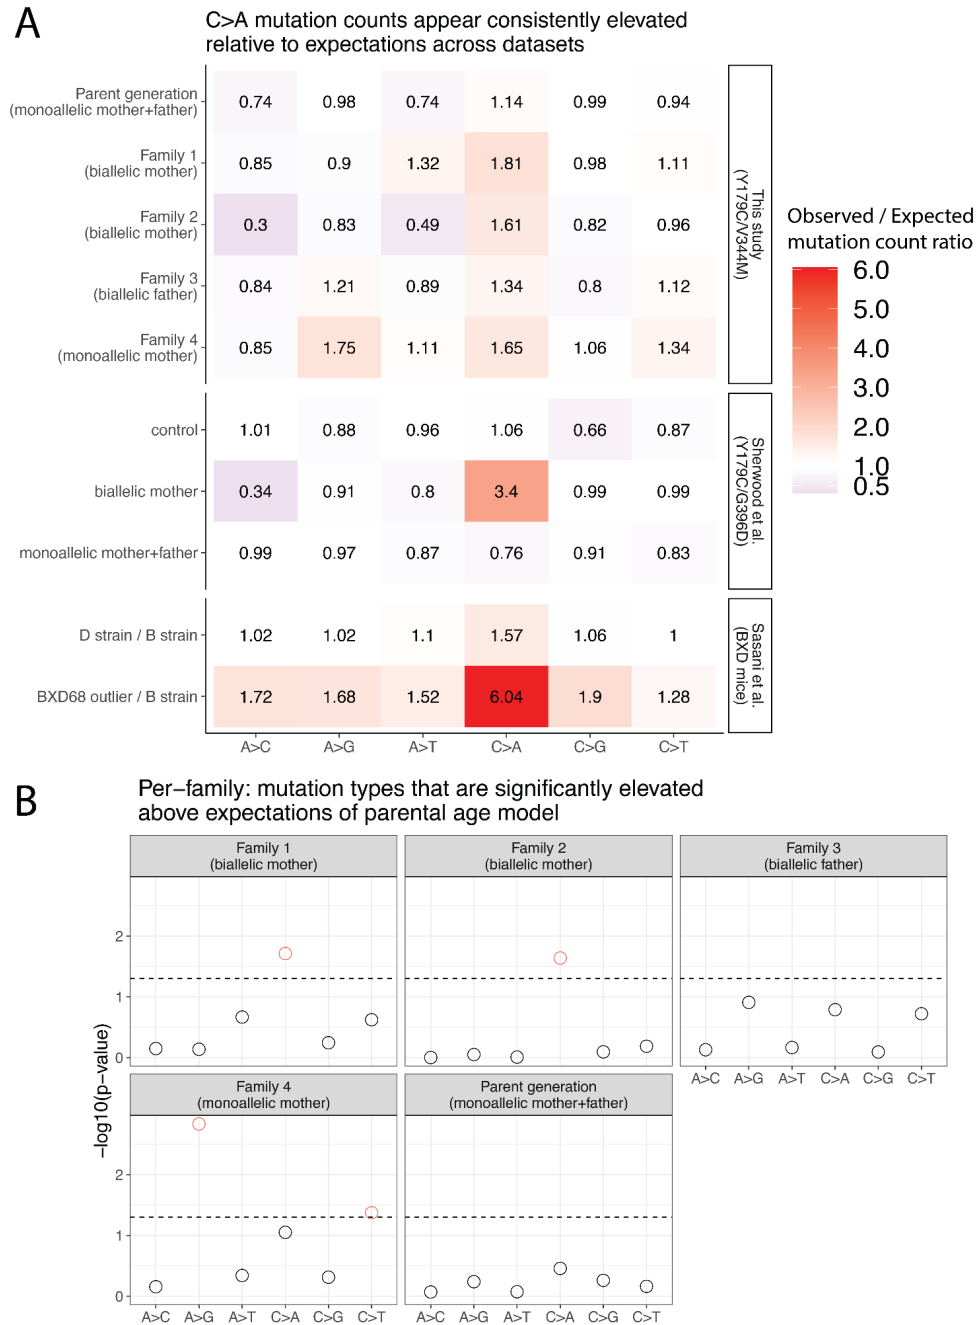 A
C>A mutation counts appear consistently elevated
relative to expectations across datasets
Parent generation
(monoallelic mother+father)
0.74 0.98 0.74 1.14 0.99 0.94
Family 1
(biallelic mother)
0.85 0.9 1.32 1.81 0.98 1.11
Family 2
(biallelic mother)
0.3 0.83 0.49 1.61 0.82 0.96
Family 3
(biallelic father)
0.84 1.21 0.89 1.34 0.8 1.12
Family 4
(monoallelic mother)
0.85 1.75 1.11 1.65 1.06 1.34
This study
(Y179C/V344M)
control 1.01 0.88 0.96 1.06 0.66 0.87
biallelic mother 0.34 0.91 0.8 3.4 0.99 0.99
monoallelic mother+father 0.99 0.97 0.87 0.76 0.91 0.83
Sherwood et al.
(Y179C/G396D)
D strain / B strain 1.02 1.02 1.1 1.57 1.06 1
BXD68 outlier / B strain 1.72 1.68 1.52 6.04 1.9 1.28
Sasani et al.
(BXD mice)
A>C A>G A>T C>A C>G C>T
Observed / Expected
mutation count ratio
6.0
5.0
4.0
3.0
2.0
1.0
0.5
B
Per−family: mutation types that are significantly elevated
above expectations of parental age model
−log10(p−value)
Family 1
(biallelic mother)
2
1
0
Family 2
(biallelic mother)
Family 3
(biallelic father)
A>C A>G A>T C>A C>G C>T
Family 4
(monoallelic mother)
2
1
0
A>C A>G A>T C>A C>G C>T
Parent generation
(monoallelic mother+father)
A>C A>G A>T C>A C>G C>T